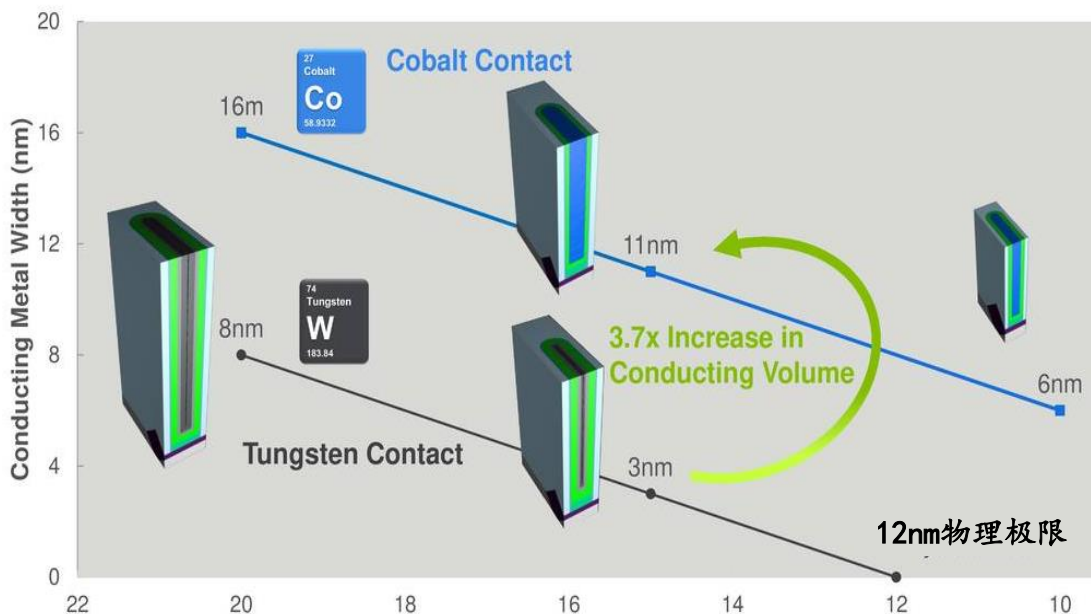 20
16
12
8
4
0
Conducting Metal Width (nm)
27
Cobalt
Co
58.9332
Cobalt Contact
16m
11nm
6nm
74
Tungsten
W
183.84
8nm
3.7x Increase in
Conducting Volume
Tungsten Contact
3nm
12nm物理极限
22
20
18
16
14
12
10